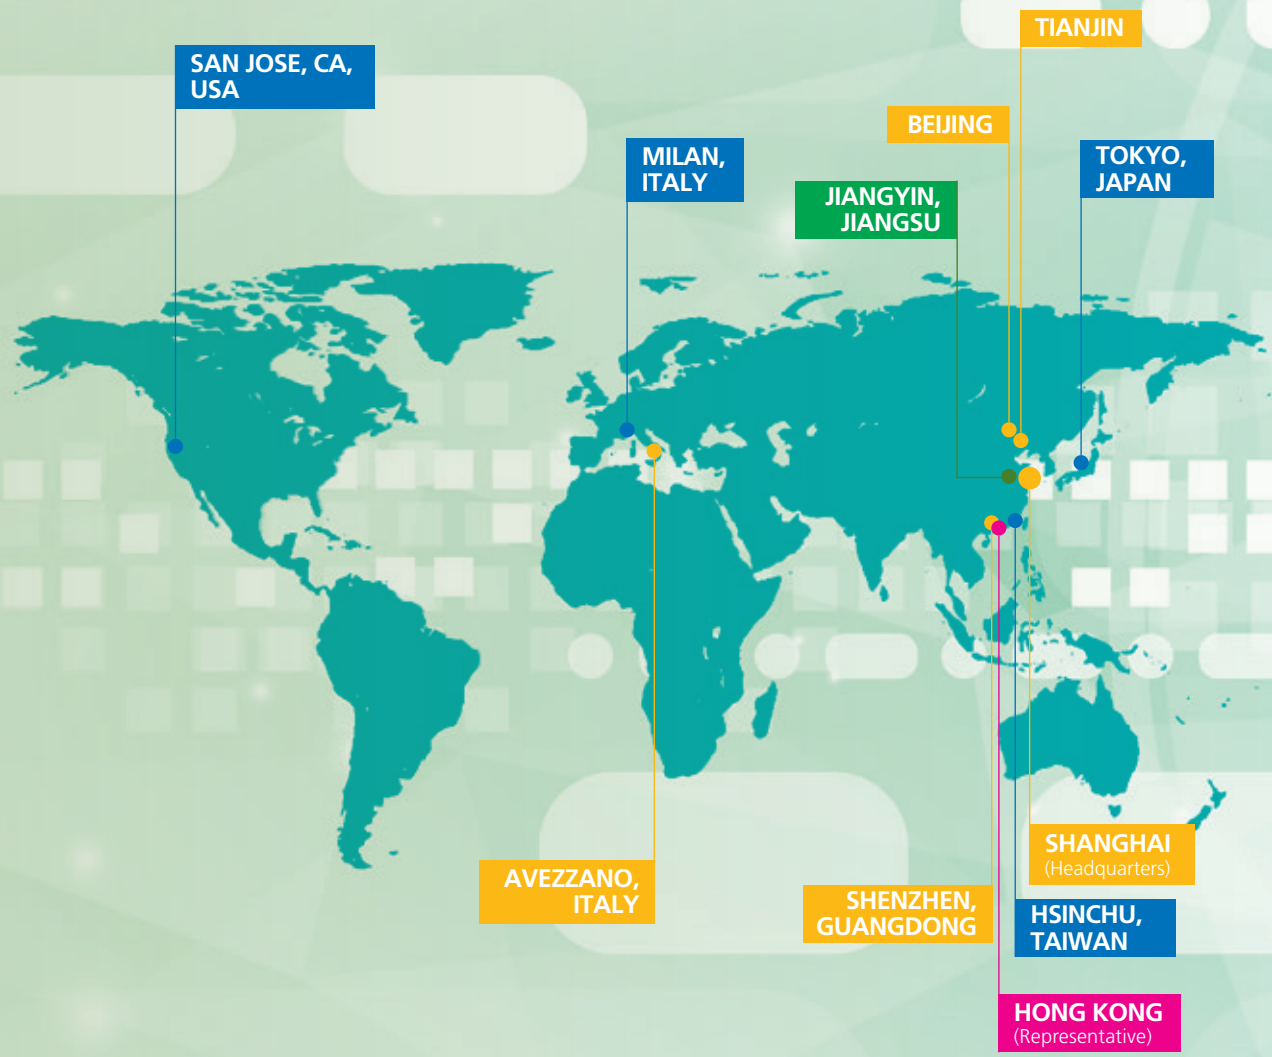 TIANJIN
SAN JOSE, CA,
USA
BEIJING
MILAN,
ITALY
TOKYO,
JAPAN
JIANGYIN,
JIANGSU
SHANGHAI
(Headquarters)
AVEZZANO,
ITALY
SHENZHEN,
GUANGDONG
HSINCHU,
TAIWAN
HONG KONG
(Representative)